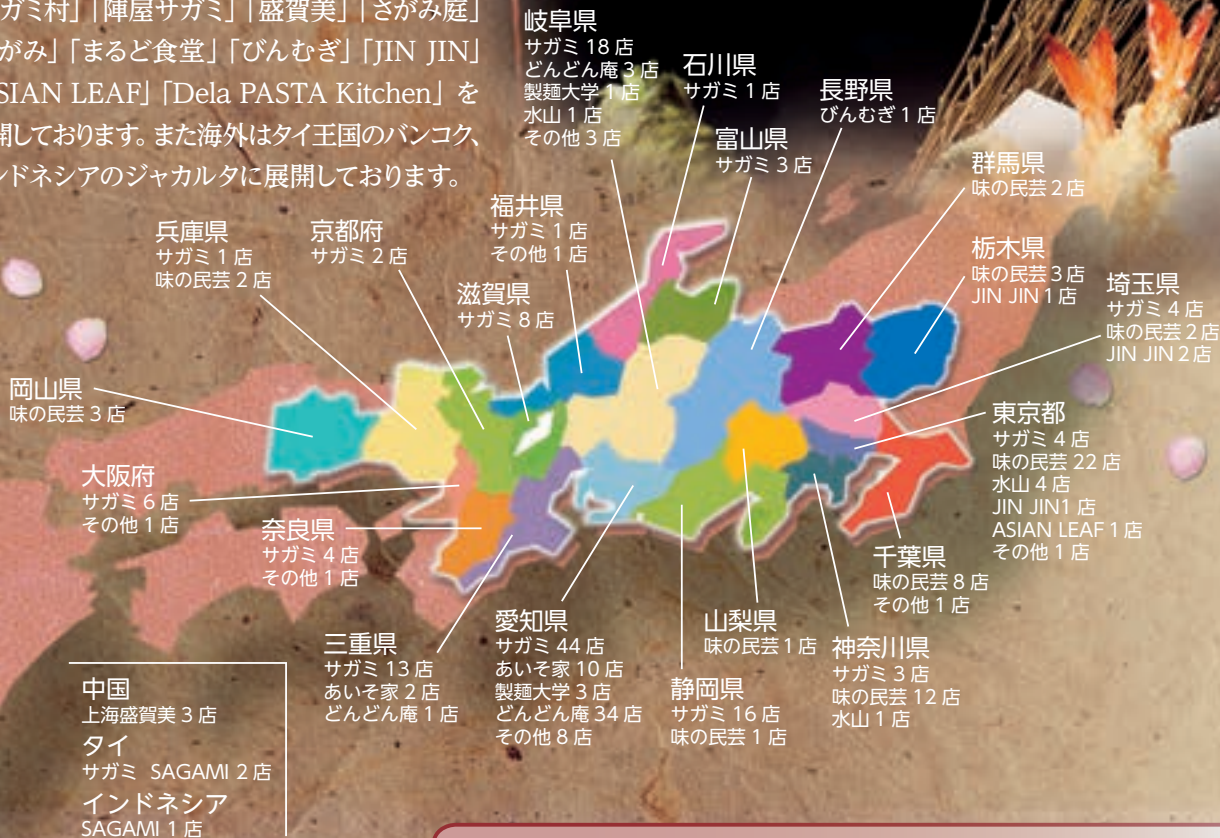 ガミ村」「陣屋サガミ」「盛賀美」「さがみ庭」
がみ」「まるど食堂」「びんむぎ」「JIN JIN」
SIAN LEAF」「Dela PASTA Kitchen」を
開しております。また海外はタイ王国のバンコク、
ンドネシアのジャカルタに展開しております。
岐阜県
サガミ 18 店
どんどん庵 3 店
製麺大学 1 店
水山 1 店
その他 3 店
石川県
サガミ 1 店
富山県
サガミ 3 店
長野県
びんむぎ 1 店
群馬県
味の民芸 2 店
栃木県
味の民芸 3 店
JIN JIN 1 店
埼玉県
サガミ 4 店
味の民芸 2 店
JIN JIN 2 店
福井県
サガミ 1 店
その他 1 店
兵庫県
サガミ 1 店
味の民芸 2 店
京都府
サガミ 2 店
滋賀県
サガミ 8 店
岡山県
味の民芸 3 店
東京都
サガミ 4 店
味の民芸 22 店
水山 4 店
JIN JIN1 店
ASIAN LEAF 1 店
その他 1 店
大阪府
サガミ 6 店
その他 1 店
奈良県
サガミ 4 店
その他 1 店
千葉県
味の民芸 8 店
その他 1 店
三重県
サガミ 13 店
あいそ家 2 店
どんどん庵 1 店
愛知県
サガミ 44 店
あいそ家 10 店
製麺大学 3 店
どんどん庵 34 店
その他 8 店
山梨県
味の民芸 1 店
静岡県
サガミ 16 店
味の民芸 1 店
神奈川県
サガミ 3 店
味の民芸 12 店
水山 1 店
中国
上海盛賀美 3 店
タイ
サガミ SAGAMI 2 店
インドネシア
SAGAMI 1 店